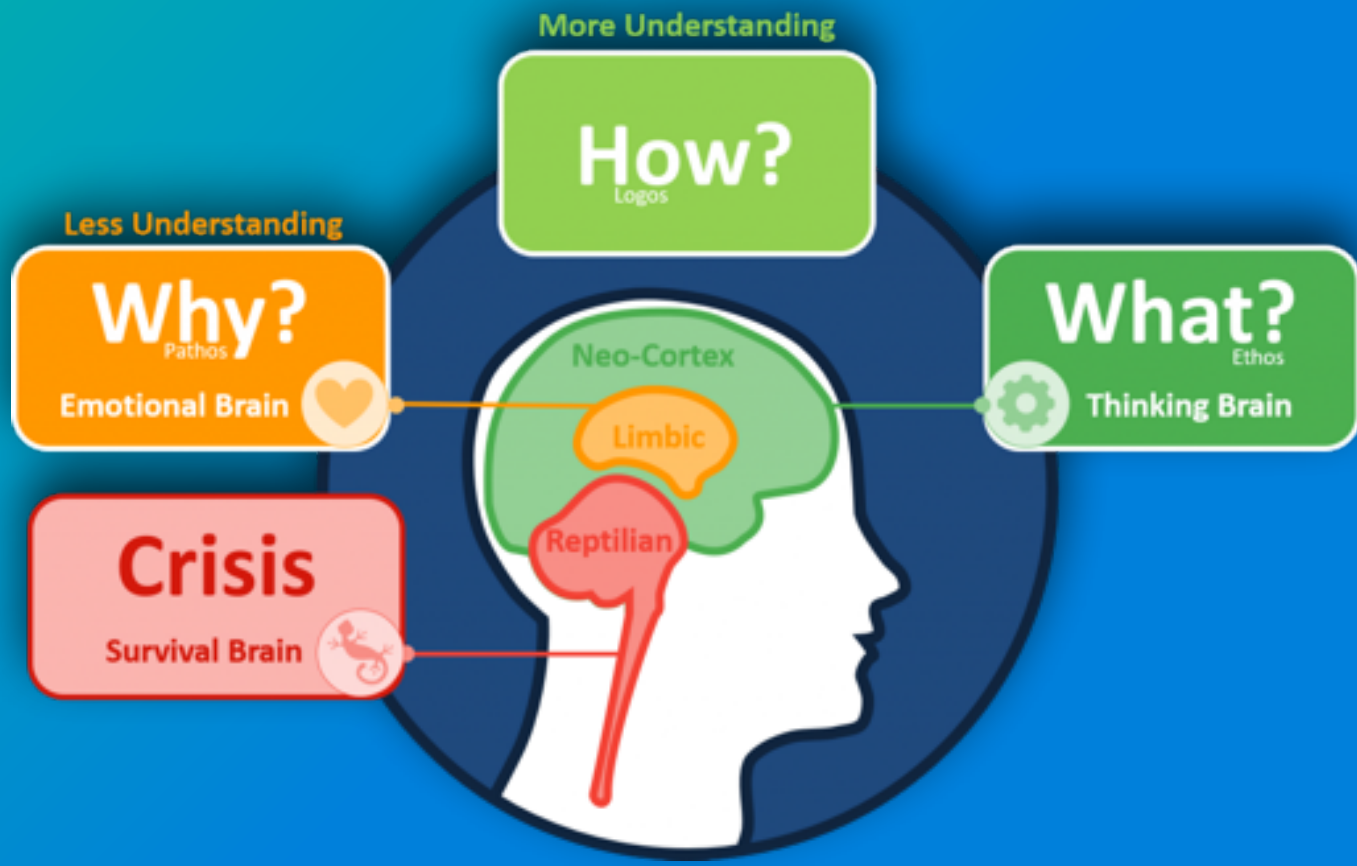 More Understanding
How?
Logos
Less Understanding
Why?
Pathos
Emotional Brain
What?
Ethos
Thinking Brain
Neo-Cortex
Limbic
Reptilian
Crisis
Survival Brain